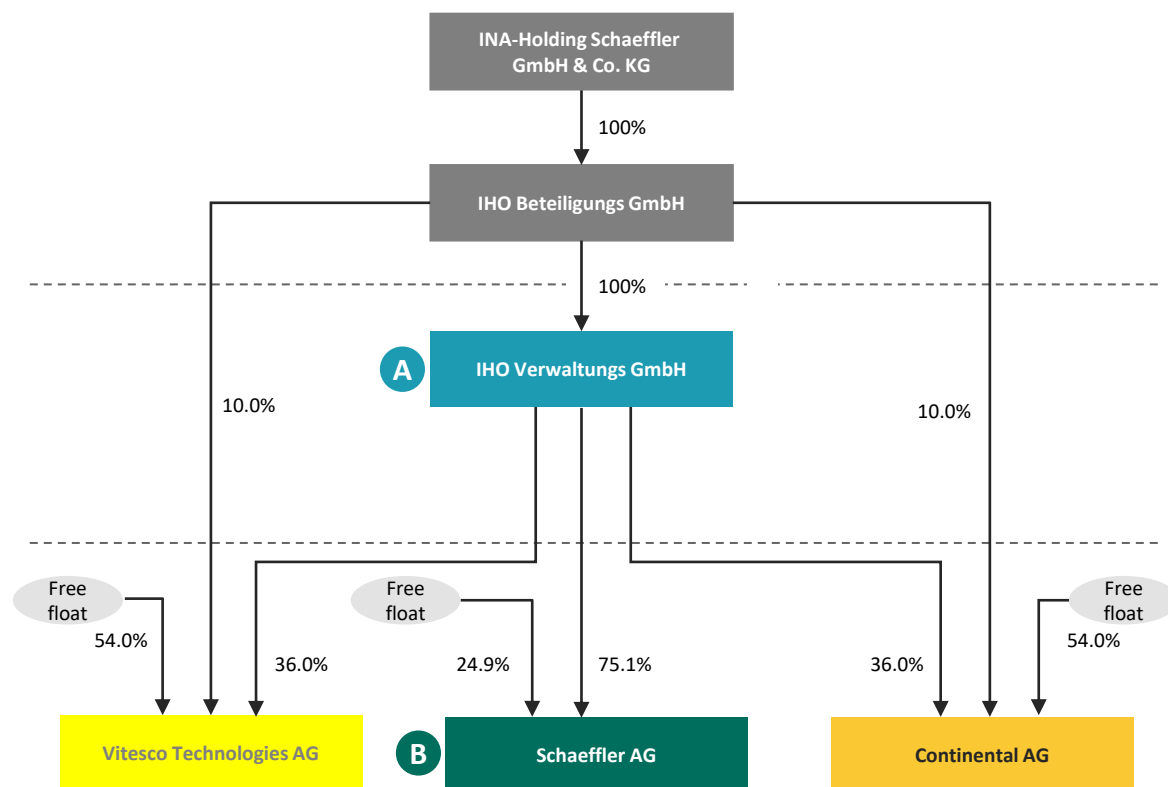 INA-Holding Schaeffler
GmbH & Co. KG
100%
IHO Beteiligungs GmbH
100%
A
IHO Verwaltungs GmbH
10.0%
10.0%
Free
float
Free
float
Free
float
54.0%
36.0%
24.9%
75.1%
36.0%
54.0%
Vitesco Technologies AG
B
Schaeffler AG
Continental AG